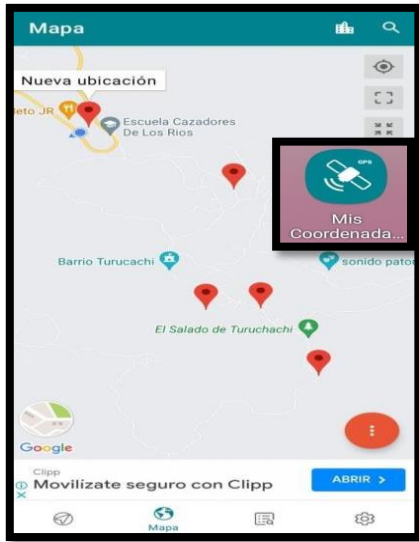 Mapa
Nueva ubicación
eto JR
Escuela Cazadores
De Los Rios
GPS
Mis
Coordenada...
Barrio Turucachi
sonido pato
El Salado de Turuchachi
Google
Clipp
Movilízate seguro con Clipp
ABRIR >
Mapa